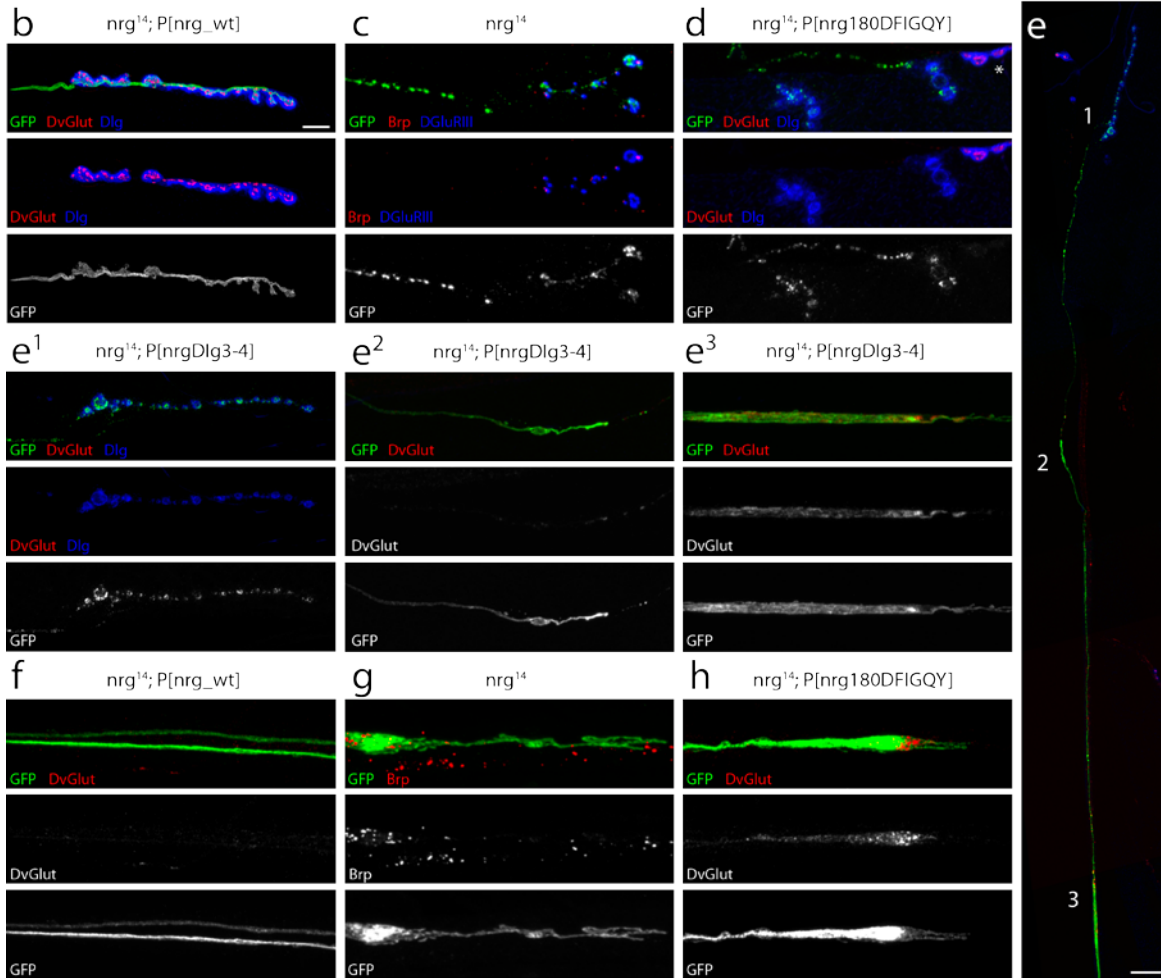 b nrg¹⁴; P[nrg_wt]
GFP DvGlut Dlg
DvGlut Dlg
GFP
c nrg¹⁴
GFP Brp DGluRIII
Brp DGluRIII
GFP
d nrg¹⁴; P[nrg180DFIGQY]
*
GFP DvGlut Dlg
DvGlut Dlg
GFP
e
1
2
3
e¹ nrg¹⁴; P[nrgDlg3-4]
GFP DvGlut Dlg
DvGlut Dlg
GFP
e² nrg¹⁴; P[nrgDlg3-4]
GFP DvGlut
DvGlut
GFP
e³ nrg¹⁴; P[nrgDlg3-4]
GFP DvGlut
DvGlut
GFP
f nrg¹⁴; P[nrg_wt]
GFP DvGlut
DvGlut
GFP
g nrg¹⁴
GFP Brp
Brp
GFP
h nrg¹⁴; P[nrg180DFIGQY]
GFP DvGlut
DvGlut
GFP